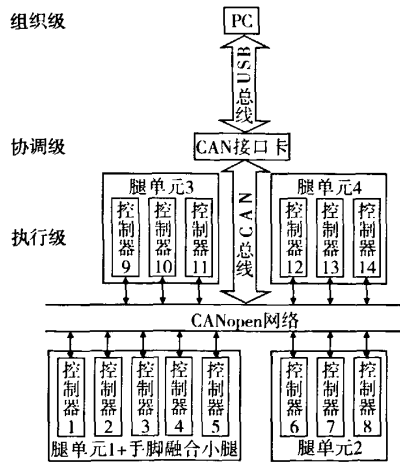 组织级
PC
USB总线
协调级
CAN接口卡
腿单元3
腿单元4
CAN总线
执行级
控制器9
控制器10
控制器11
控制器12
控制器13
控制器14
CANopen网络
控制器1
控制器2
控制器3
控制器4
控制器5
控制器6
控制器7
控制器8
腿单元1+手脚融合小腿
腿单元2